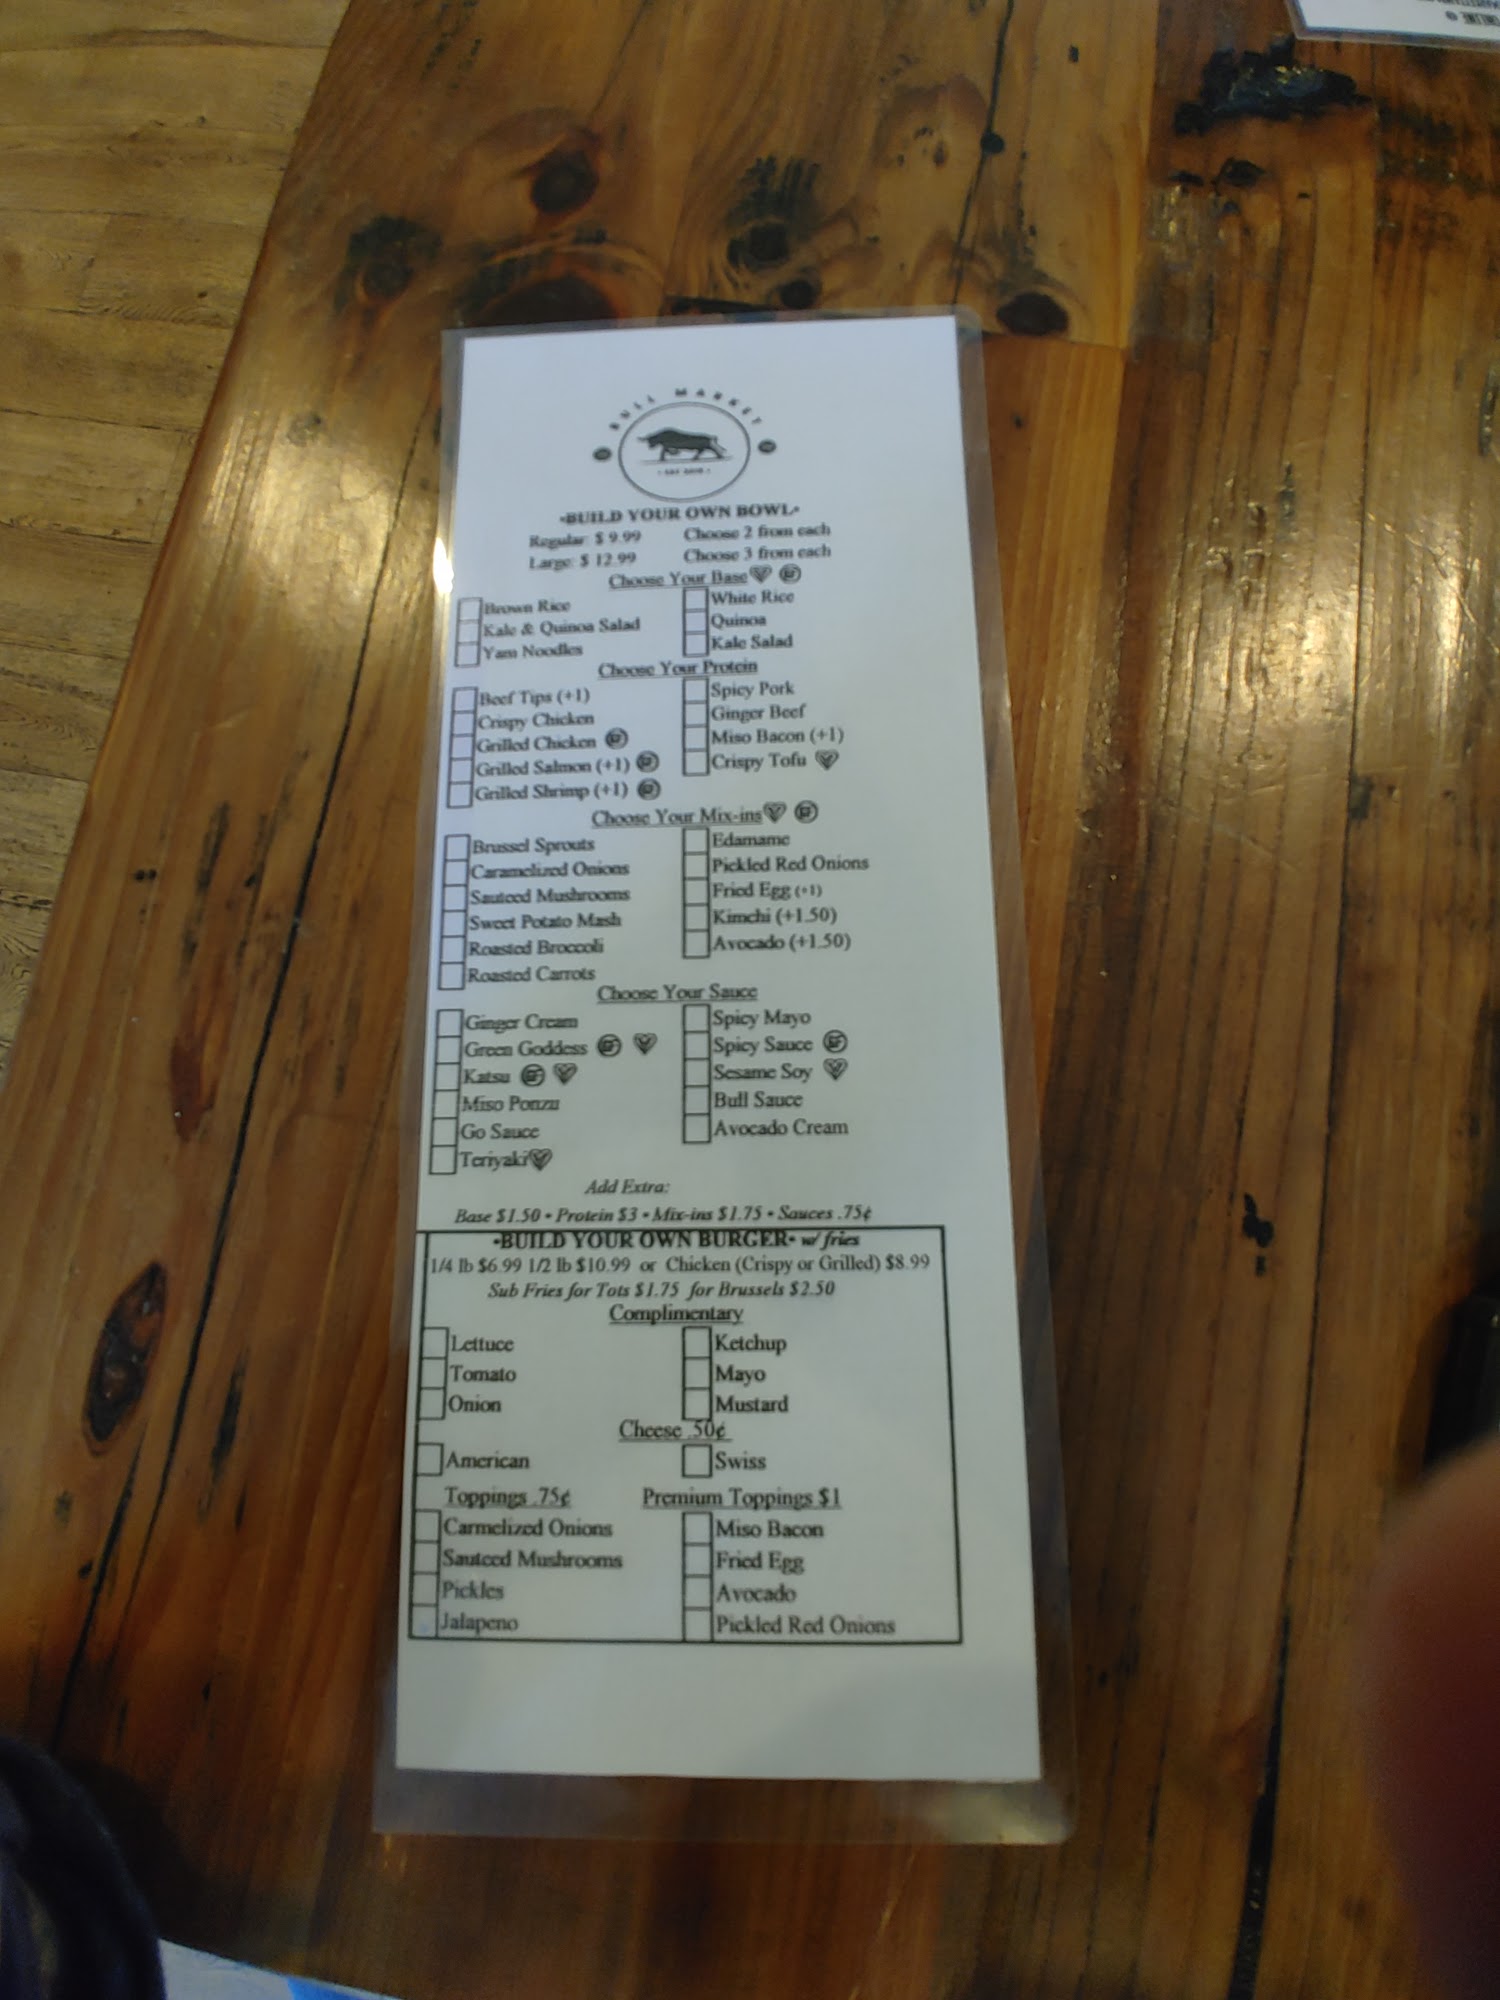 BULL MARKET
•BUILD YOUR OWN BOWL•
Regular: $ 9.99 Choose 2 from each
Large: $ 12.99 Choose 3 from each
Choose Your Base
Brown Rice White Rice
Kale & Quinoa Salad Quinoa
Yam Noodles Kale Salad
Choose Your Protein
Beef Tips (+1) Spicy Pork
Crispy Chicken Ginger Beef
Grilled Chicken Miso Bacon (+1)
Grilled Salmon (+1) Crispy Tofu
Grilled Shrimp (+1)
Choose Your Mix-ins
Brussel Sprouts Edamame
Caramelized Onions Pickled Red Onions
Sauteed Mushrooms Fried Egg (+1)
Sweet Potato Mash Kimchi (+1.50)
Roasted Broccoli Avocado (+1.50)
Roasted Carrots
Choose Your Sauce
Ginger Cream Spicy Mayo
Green Goddess Spicy Sauce
Katsu Sesame Soy
Miso Ponzu Bull Sauce
Go Sauce Avocado Cream
Teriyaki
Add Extra:
Base $1.50 • Protein $3 • Mix-ins $1.75 • Sauces .75¢
•BUILD YOUR OWN BURGER• w/ fries
1/4 lb $6.99 1/2 lb $10.99 or Chicken (Crispy or Grilled) $8.99
Sub Fries for Tots $1.75 for Brussels $2.50
Complimentary
Lettuce Ketchup
Tomato Mayo
Onion Mustard
Cheese .50¢
American Swiss
Toppings .75¢ Premium Toppings $1
Carmelized Onions Miso Bacon
Sauteed Mushrooms Fried Egg
Pickles Avocado
Jalapeno Pickled Red Onions